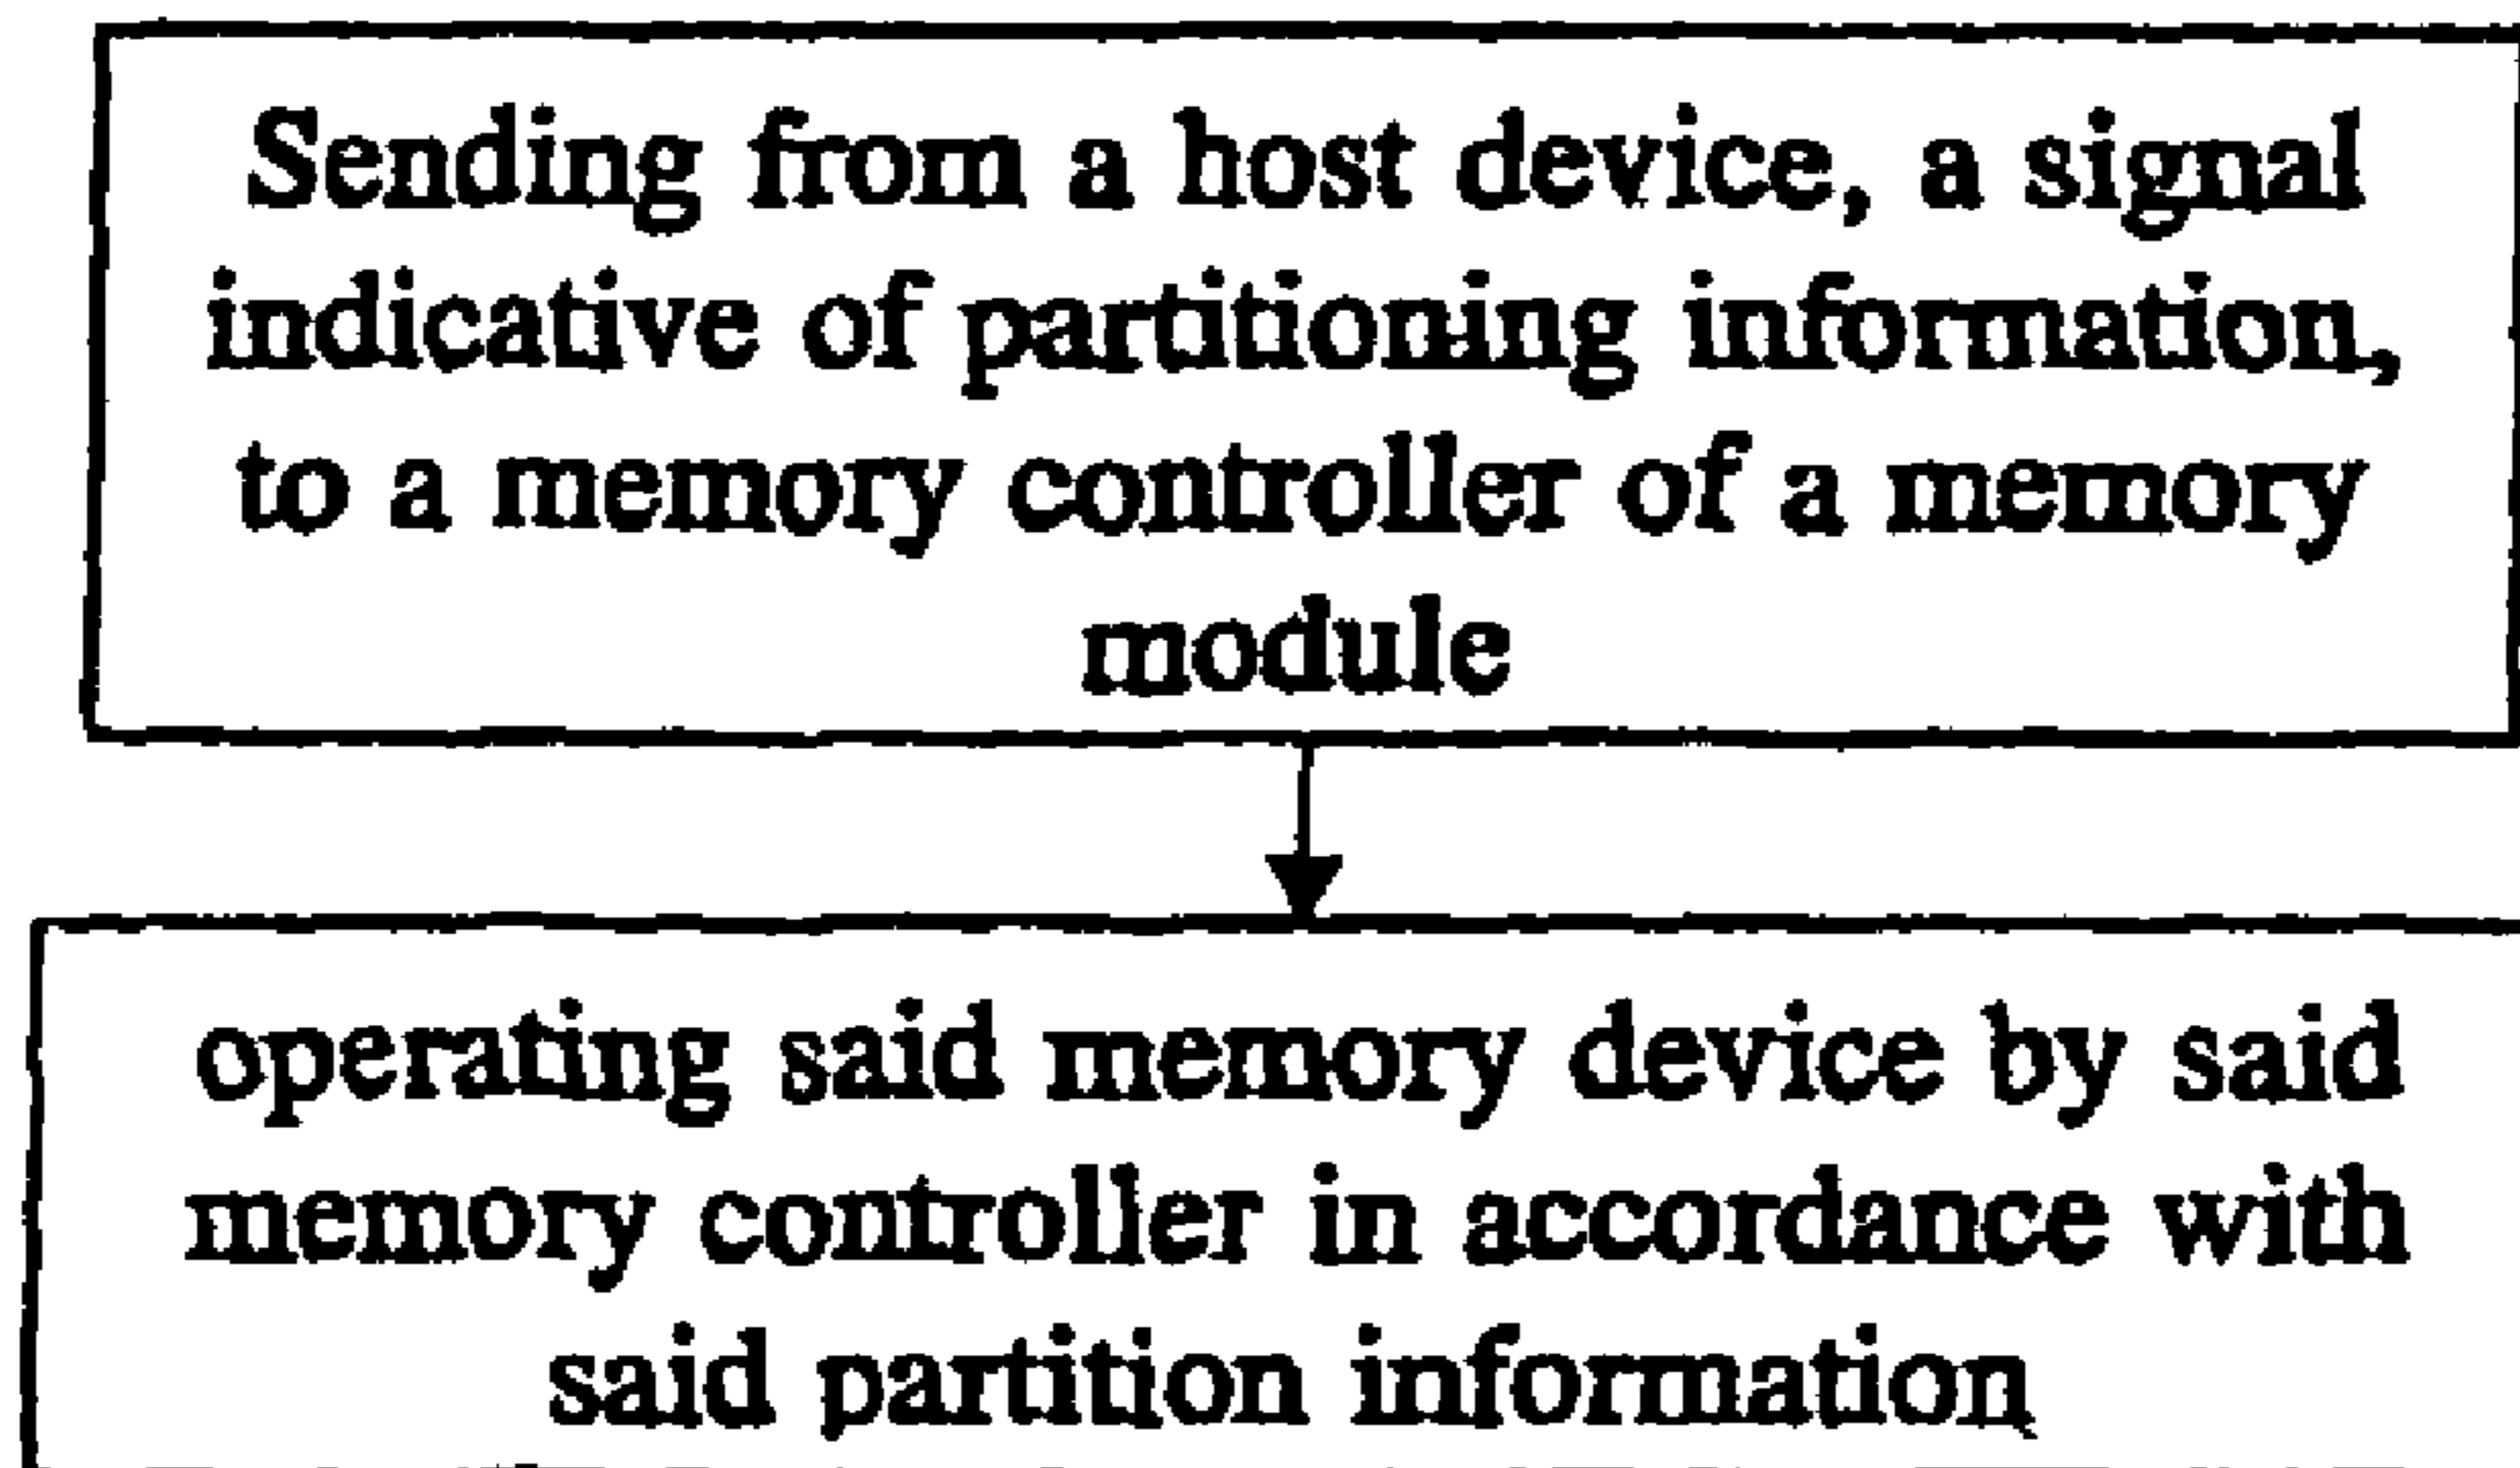 Sending from a host device, a signal
indicative of partitioning information,
to a memory controller of a memory
module
operating said memory device by said
memory controller in accordance with
said partition information